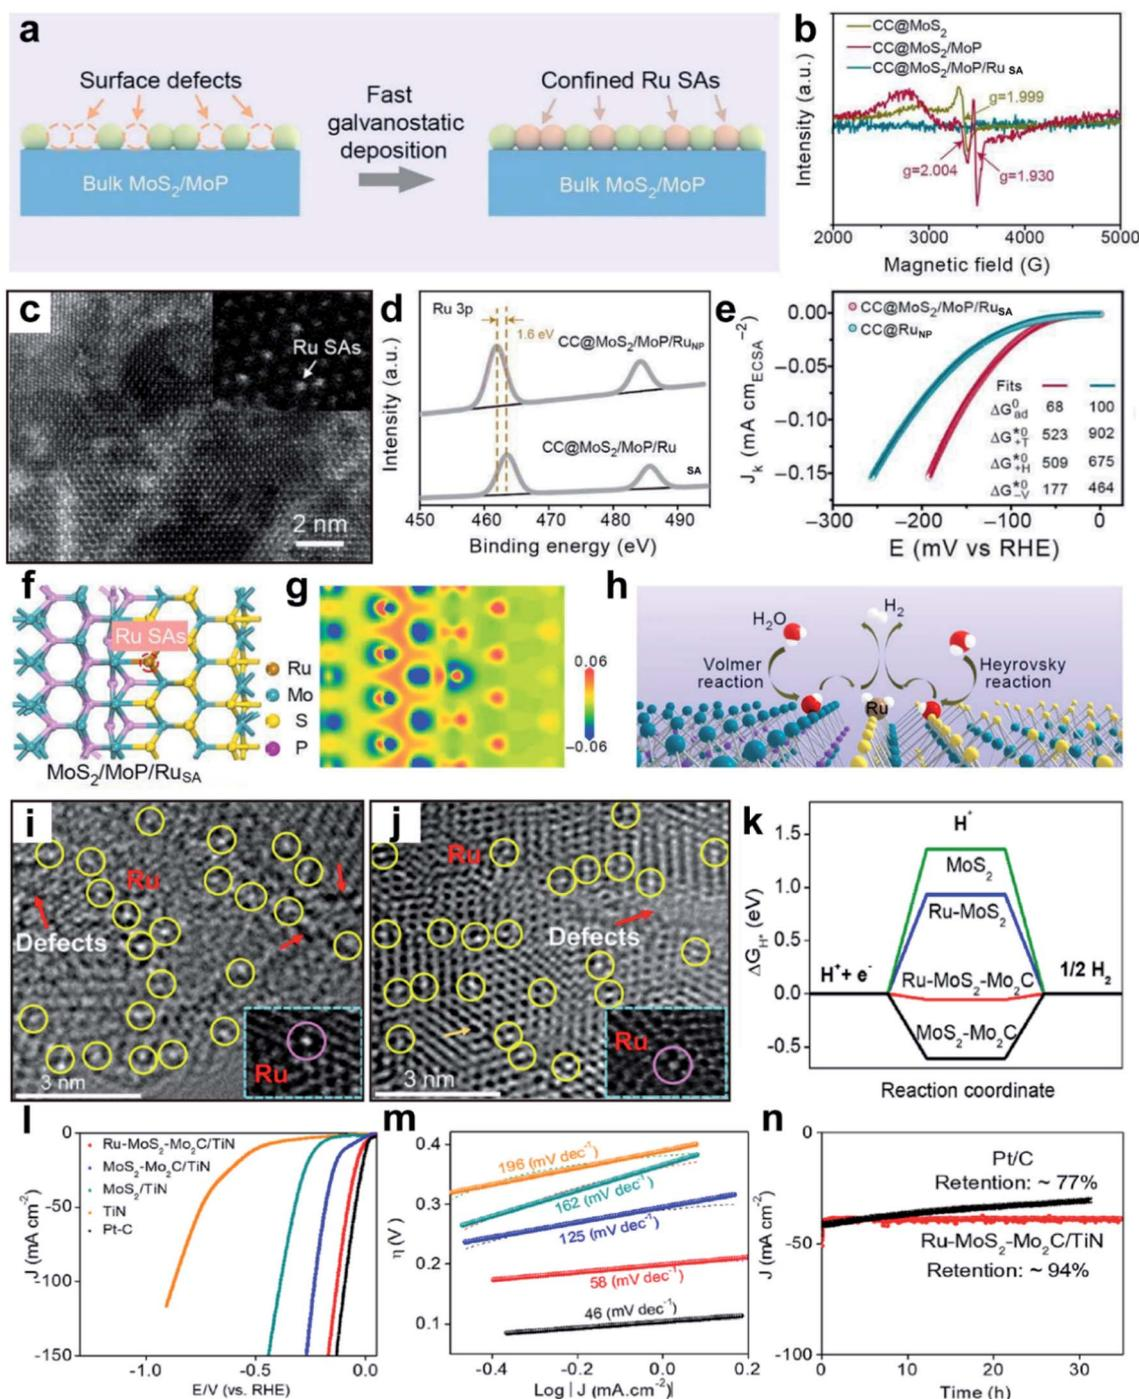 a
Surface defects
Fast
galvanostatic
deposition
Confined Ru SAs
Bulk MoS2/MoP
Bulk MoS2/MoP
b
CC@MoS2
CC@MoS2/MoP
CC@MoS2/MoP/Ru SA
g=1.999
g=2.004
g=1.930
Intensity (a.u.)
2000 3000 4000 5000
Magnetic field (G)
c
Ru SAs
2 nm
d
Ru 3p
1.6 eV
CC@MoS2/MoP/RuNP
CC@MoS2/MoP/Ru SA
Intensity (a.u.)
450 460 470 480 490
Binding energy (eV)
e
CC@MoS2/MoP/RuSA
CC@RuNP
Fits
ΔG0ad 68 100
ΔG*0+T 523 902
ΔG*0+H 509 675
ΔG*0−V 177 464
Jk (mA cmECSA−2)
0.00
−0.05
−0.10
−0.15
−300 −200 −100 0
E (mV vs RHE)
f
Ru SAs
Ru
Mo
S
P
MoS2/MoP/RuSA
g
0.06
−0.06
h
H2O
H2
Volmer
reaction
Heyrovsky
reaction
Ru
i
Ru
Defects
Ru
3 nm
j
Ru
Defects
Ru
3 nm
k
H*
MoS2
Ru-MoS2
H+ + e-
1/2 H2
Ru-MoS2-Mo2C
MoS2-Mo2C
ΔGH* (eV)
1.5
1.0
0.5
0.0
-0.5
Reaction coordinate
l
Ru-MoS2-Mo2C/TiN
MoS2-Mo2C/TiN
MoS2/TiN
TiN
Pt-C
J (mA cm-2)
0
-50
-100
-150
-1.0 -0.5 0.0
E/V (vs. RHE)
m
196 (mV dec-1)
162 (mV dec-1)
125 (mV dec-1)
58 (mV dec-1)
46 (mV dec-1)
η (V)
0.4
0.3
0.2
0.1
-0.4 -0.2 0.0 0.2
Log | J (mA.cm-2|
n
Pt/C
Retention: ~ 77%
Ru-MoS2-Mo2C/TiN
Retention: ~ 94%
J (mA cm-2)
0
-50
-100
0 10 20 30
Time (h)